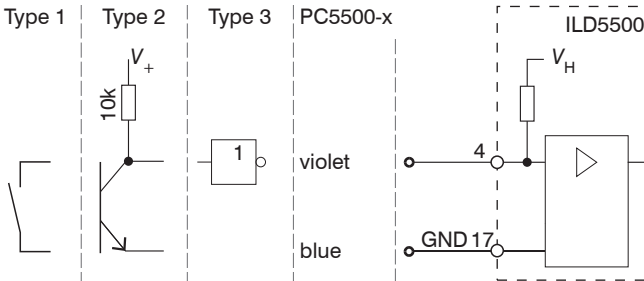 Type 1 Type 2 Type 3 PC5500-x ILD5500
V+ VH
10k
1 violet 4
blue GND 17